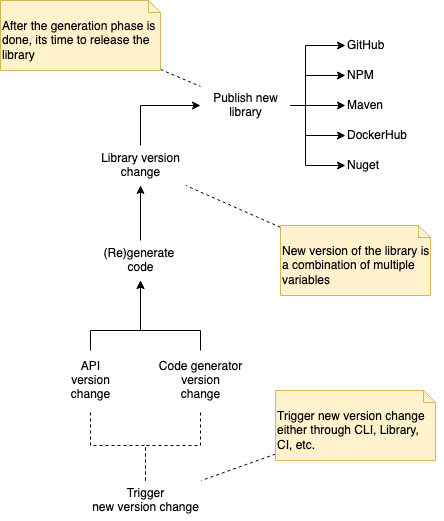 After the generation phase is
done, its time to release the
library
Publish new
library
GitHub
NPM
Maven
DockerHub
Nuget
Library version
change
New version of the library is
a combination of multiple
variables
(Re)generate
code
API
version
change
Code generator
version
change
Trigger new version change
either through CLI, Library,
CI, etc.
Trigger
new version change